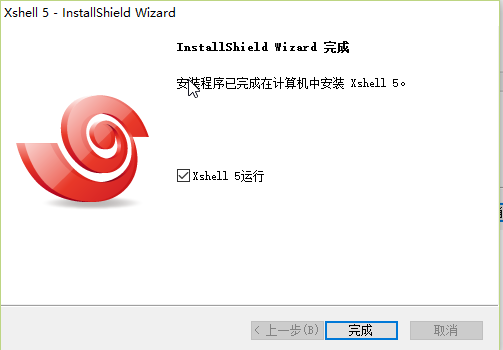 Xshell 5 - InstallShield Wizard
InstallShield Wizard 完成
安装程序已完成在计算机中安装 Xshell 5。
Xshell 5运行
< 上一步(B)
完成
取消